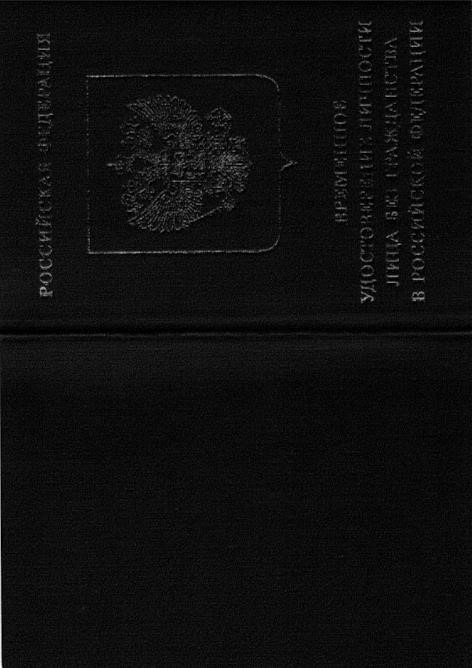 РОССИЙСКАЯ ФЕДЕРАЦИЯ
ВРЕМЕННОЕ
УДОСТОВЕРЕНИЕ ЛИЧНОСТИ
ЛИЦА БЕЗ ГРАЖДАНСТВА
В РОССИЙСКОЙ ФЕДЕРАЦИИ